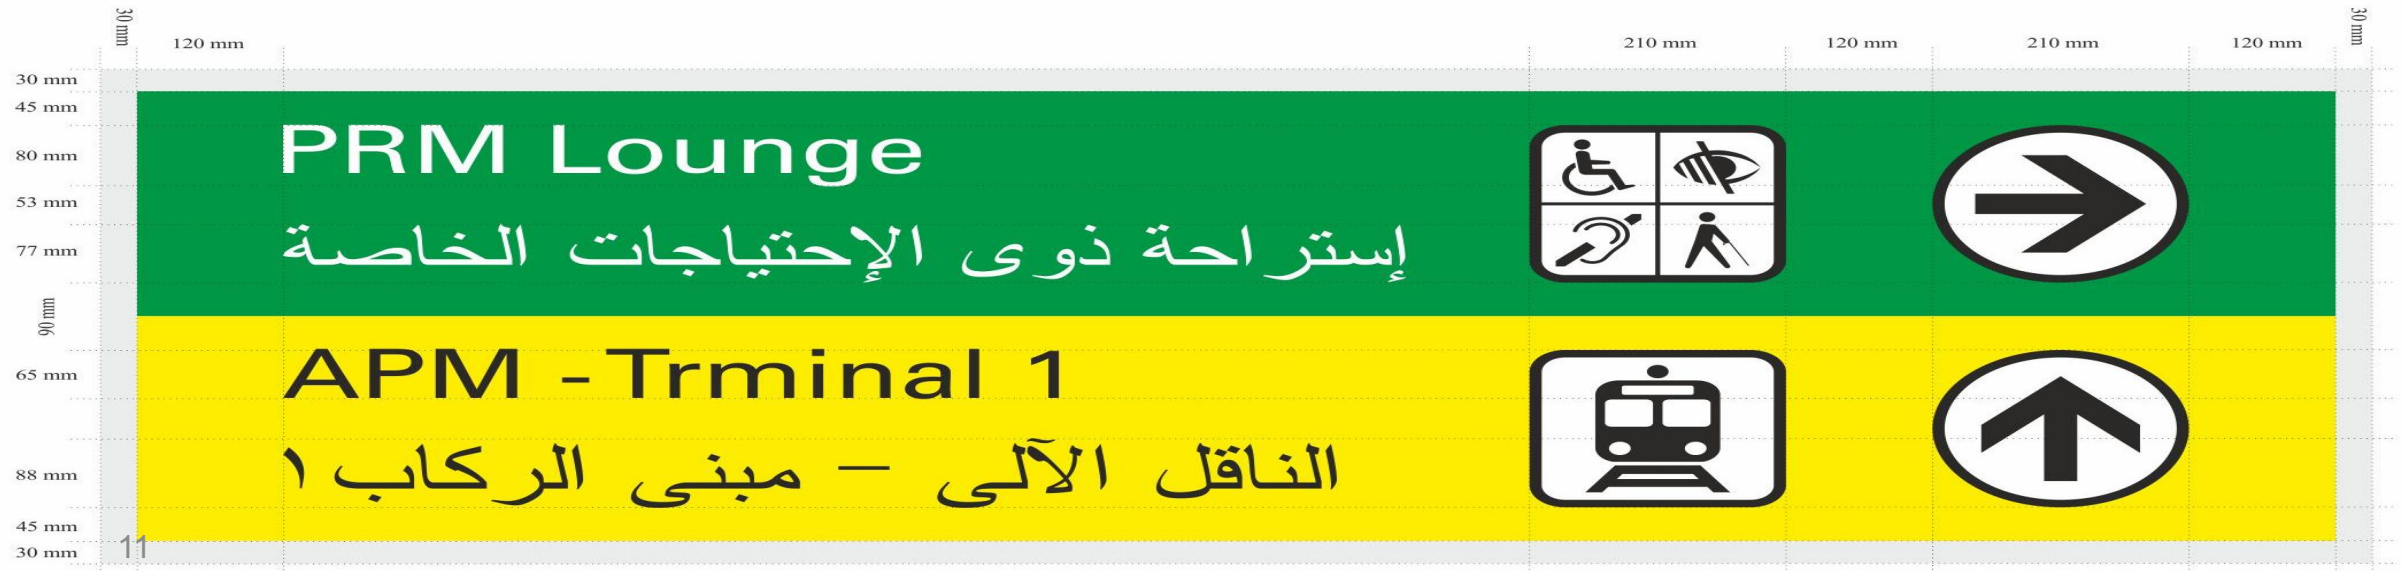 30 mm
30 mm
120 mm
210 mm
120 mm
210 mm
120 mm
30 mm
45 mm
80 mm
53 mm
77 mm
90 mm
65 mm
88 mm
45 mm
30 mm
PRM Lounge
إستراحة ذوى الإحتياجات الخاصة
APM - Trminal 1
الناقل الآلى – مبنى الركاب ١
11